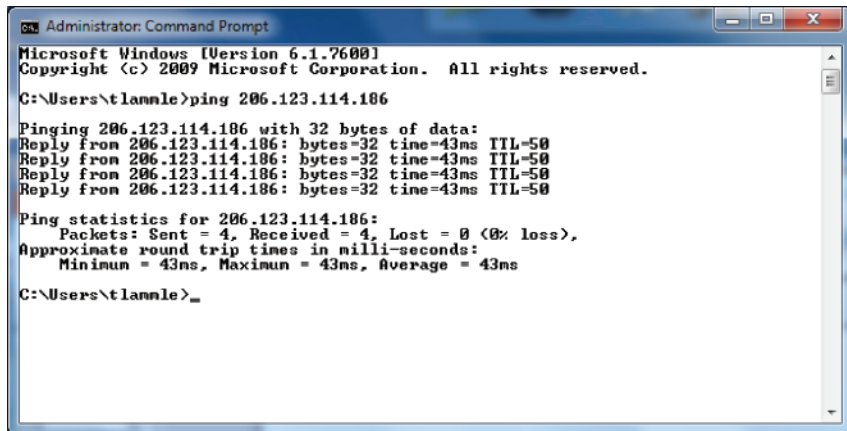 Administrator: Command Prompt
Microsoft Windows [Version 6.1.7600]
Copyright (c) 2009 Microsoft Corporation.  All rights reserved.
C:\Users\tlammle>ping 206.123.114.186
Pinging 206.123.114.186 with 32 bytes of data:
Reply from 206.123.114.186: bytes=32 time=43ms TTL=50
Reply from 206.123.114.186: bytes=32 time=43ms TTL=50
Reply from 206.123.114.186: bytes=32 time=43ms TTL=50
Reply from 206.123.114.186: bytes=32 time=43ms TTL=50
Ping statistics for 206.123.114.186:
    Packets: Sent = 4, Received = 4, Lost = 0 (0% loss),
Approximate round trip times in milli-seconds:
    Minimum = 43ms, Maximum = 43ms, Average = 43ms
C:\Users\tlammle>_